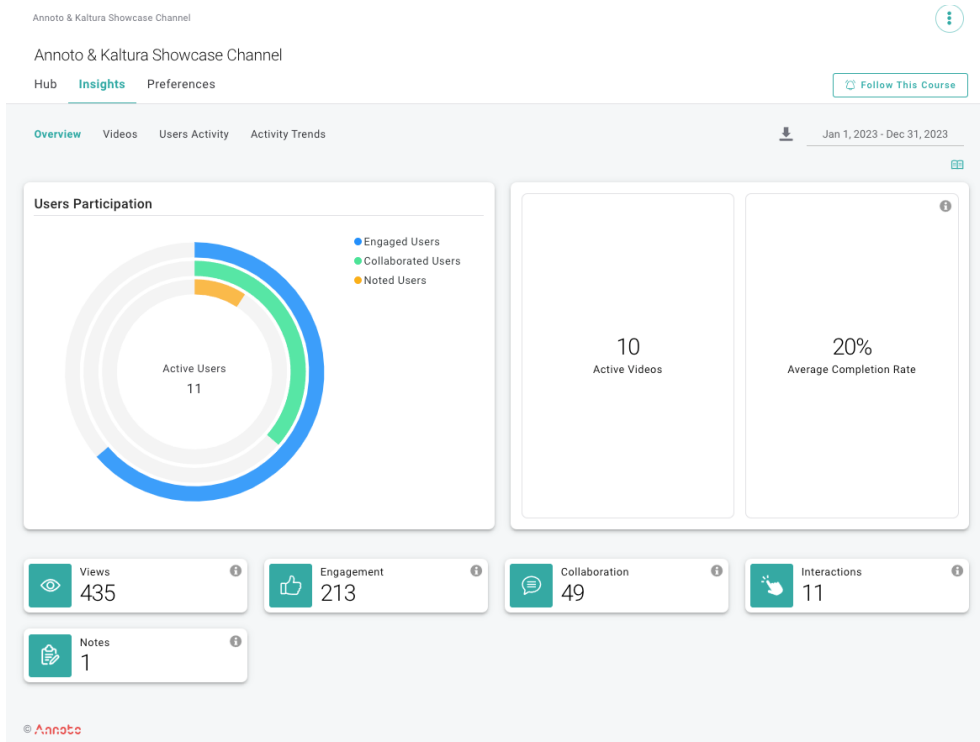 Annoto & Kaltura Showcase Channel
Annoto & Kaltura Showcase Channel
Hub Insights Preferences
Follow This Course
Overview Videos Users Activity Activity Trends
Jan 1, 2023 - Dec 31, 2023
Users Participation
Engaged Users
Collaborated Users
Noted Users
Active Users
11
10
Active Videos
20%
Average Completion Rate
Views
435
Engagement
213
Collaboration
49
Interactions
11
Notes
1
© Annoto